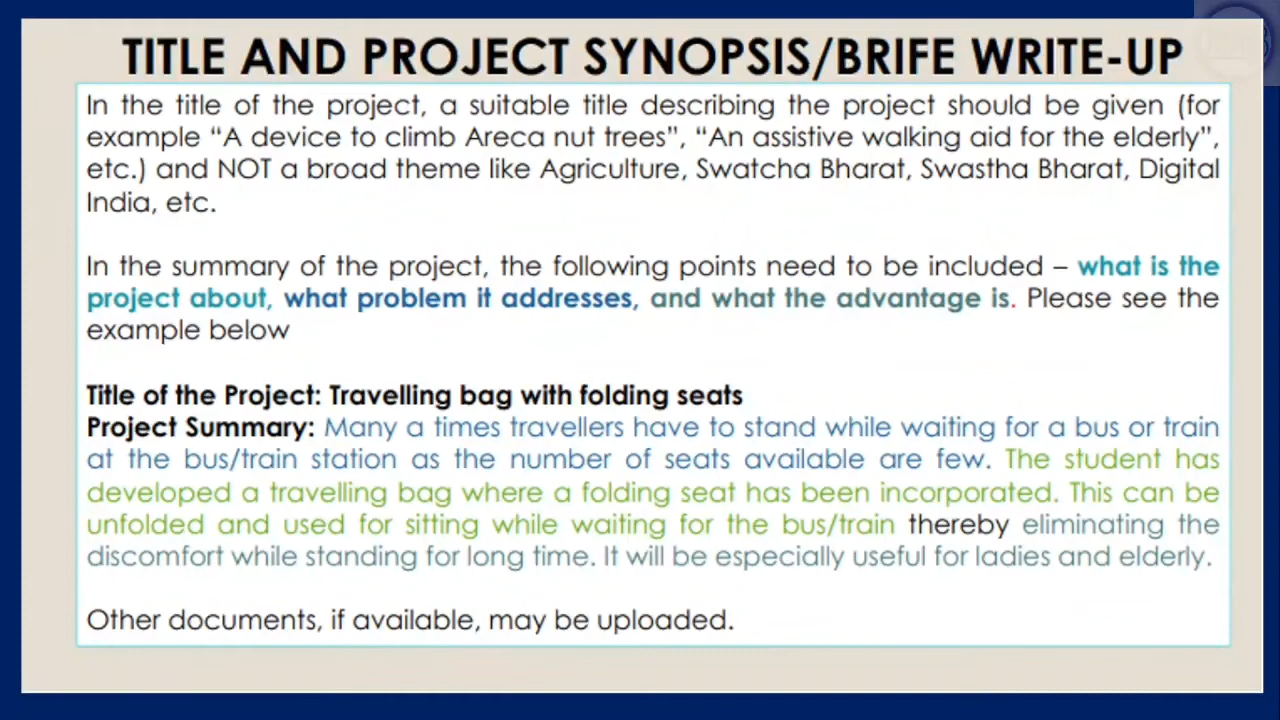 TITLE AND PROJECT SYNOPSIS/BRIFE WRITE-UP
In the title of the project, a suitable title describing the project should be given (for
example “A device to climb Areca nut trees”, “An assistive walking aid for the elderly”,
etc.) and NOT a broad theme like Agriculture, Swatcha Bharat, Swastha Bharat, Digital
India, etc.
In the summary of the project, the following points need to be included – what is the
project about, what problem it addresses, and what the advantage is. Please see the
example below
Title of the Project: Travelling bag with folding seats
Project Summary: Many a times travellers have to stand while waiting for a bus or train
at the bus/train station as the number of seats available are few. The student has
developed a travelling bag where a folding seat has been incorporated. This can be
unfolded and used for sitting while waiting for the bus/train thereby eliminating the
discomfort while standing for long time. It will be especially useful for ladies and elderly.
Other documents, if available, may be uploaded.